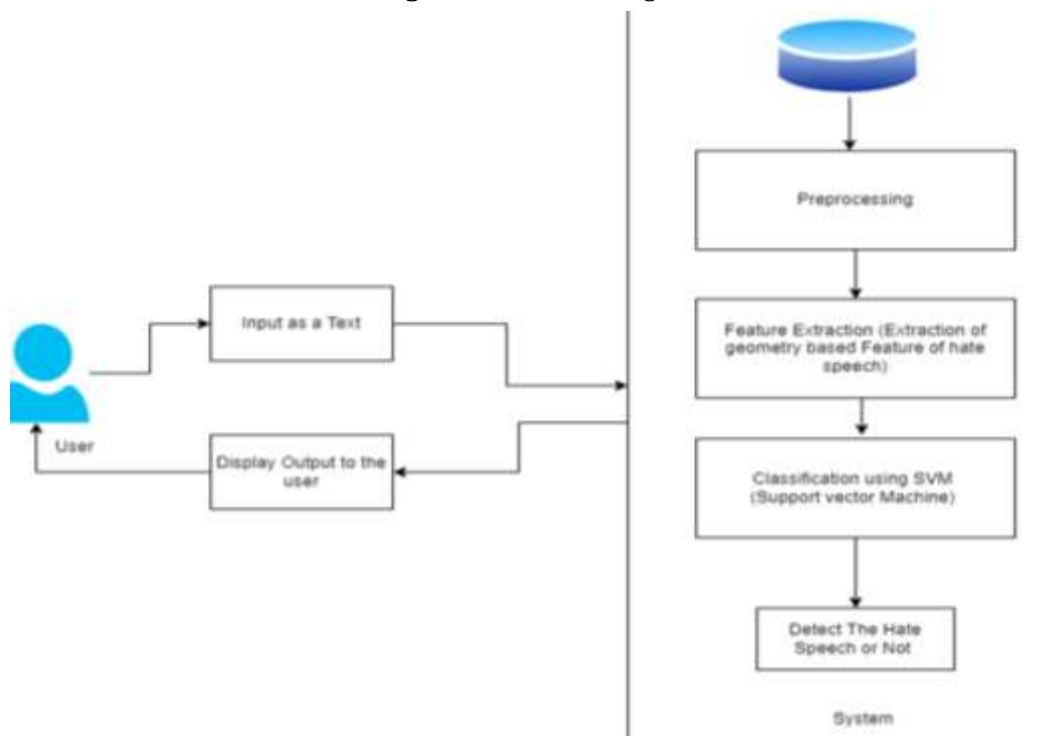 Input as a Text
User
Display Output to the
user
Preprocessing
Feature Extraction (Extraction of
geometry based Feature of hate
speech)
Classification using SVM
(Support vector Machine)
Detect The Hate
Speech or Not
System